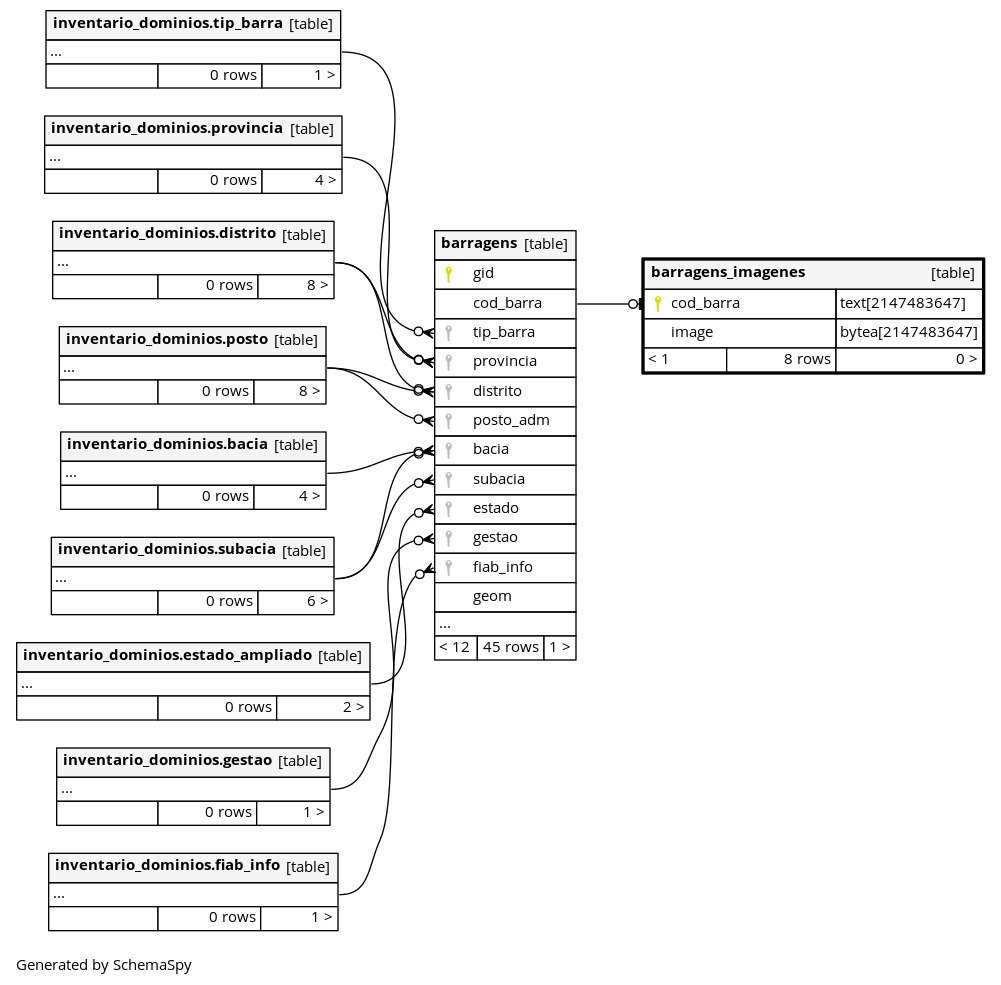 inventario_dominios.tip_barra [table]
...
0 rows 1 >
inventario_dominios.provincia [table]
...
0 rows 4 >
inventario_dominios.distrito [table]
...
0 rows 8 >
inventario_dominios.posto [table]
...
0 rows 8 >
inventario_dominios.bacia [table]
...
0 rows 4 >
inventario_dominios.subacia [table]
...
0 rows 6 >
inventario_dominios.estado_ampliado [table]
...
0 rows 2 >
inventario_dominios.gestao [table]
...
0 rows 1 >
inventario_dominios.fiab_info [table]
...
0 rows 1 >
barragens [table]
gid
cod_barra
tip_barra
provincia
distrito
posto_adm
bacia
subacia
estado
gestao
fiab_info
geom
...
< 12 45 rows 1 >
barragens_imagenes [table]
cod_barra text[2147483647]
image bytea[2147483647]
< 1 8 rows 0 >
Generated by SchemaSpy